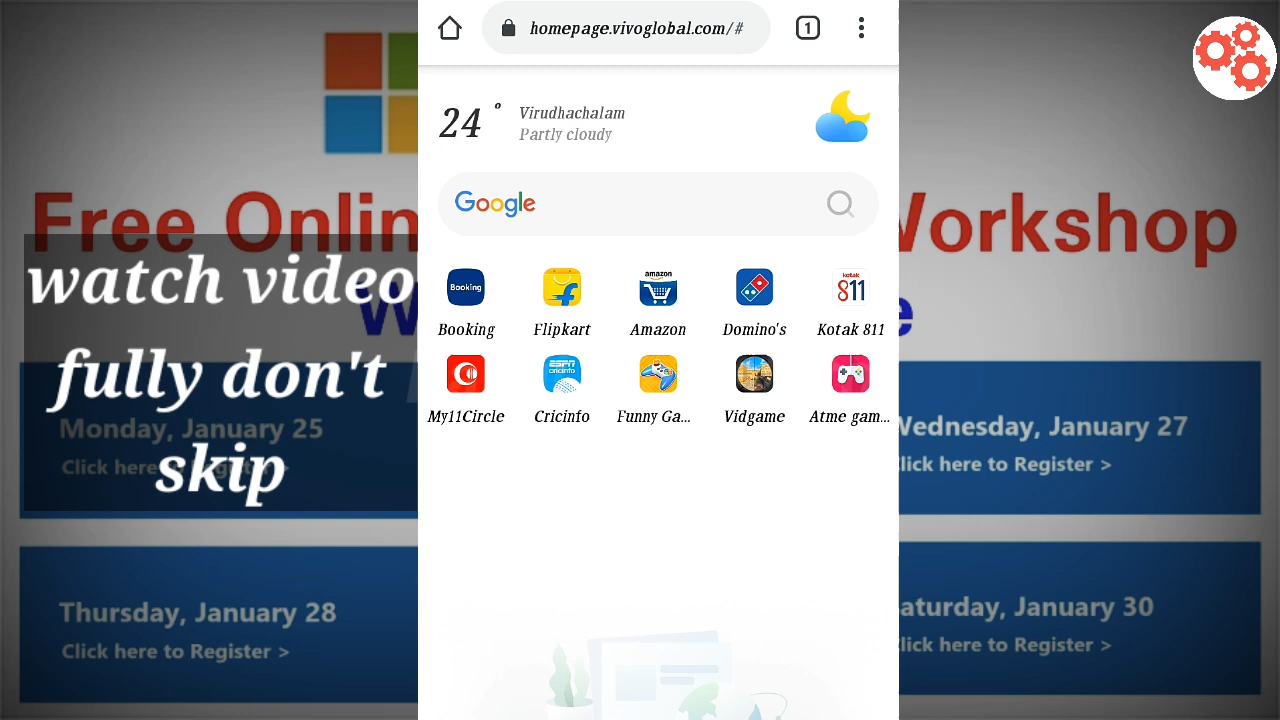 homepage.vivoglobal.com/#
1
24°
Virudhachalam
Partly cloudy
Google
Booking
amazon
kotak
811
Booking
Flipkart
Amazon
Domino's
Kotak 811
ESPN
cricinfo
My11Circle
Cricinfo
Funny Ga...
Vidgame
Atme gam...
watch video
fully don't
skip
Free Onlin
Workshop
W
e
Monday, January 25
Click here
Wednesday, January 27
lick here to Register >
Thursday, January 28
Click here to Register >
aturday, January 30
lick here to Register >